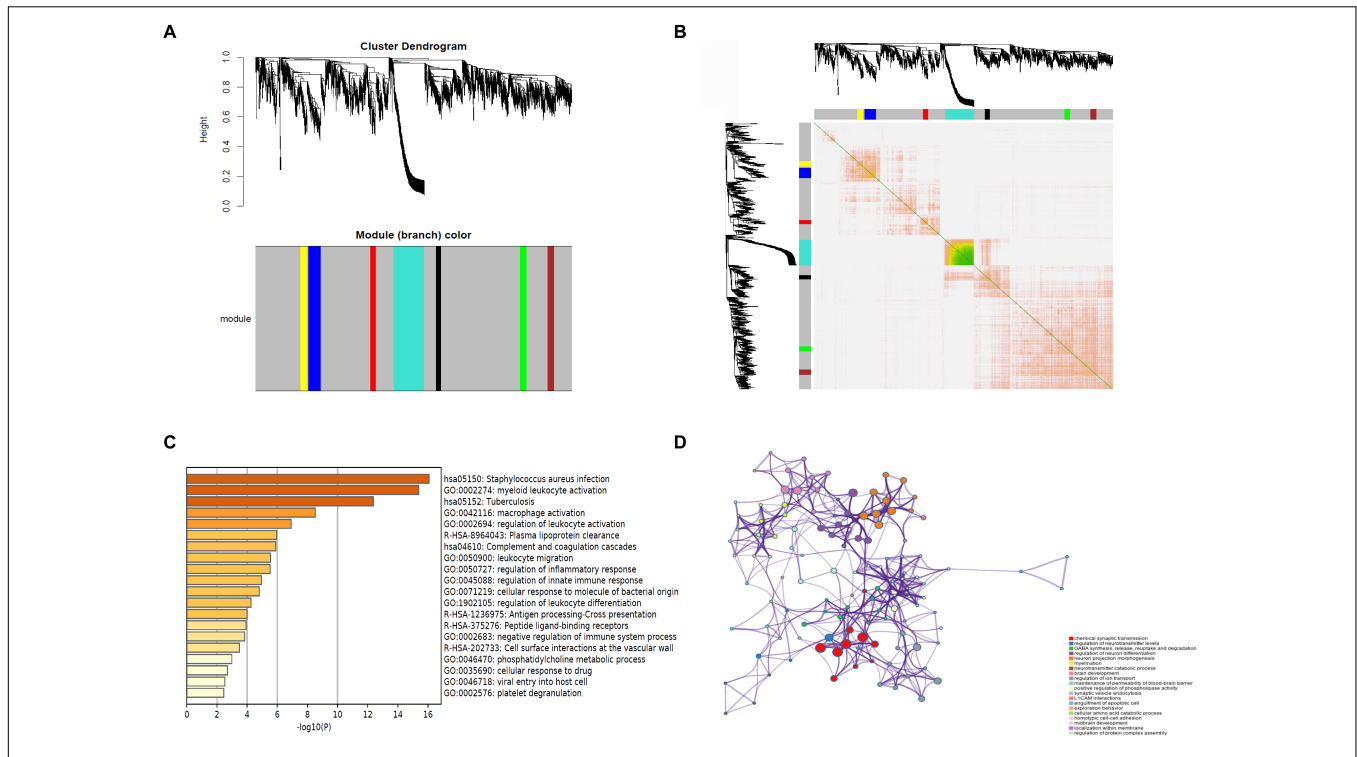 A
Cluster Dendrogram
Height
1.0
0.8
0.6
0.4
0.2
0.0
Module (branch) color
module
B
C
hsa05150: Staphylococcus aureus infection
GO:0002274: myeloid leukocyte activation
hsa05152: Tuberculosis
GO:0042116: macrophage activation
GO:0002694: regulation of leukocyte activation
R-HSA-8964043: Plasma lipoprotein clearance
hsa04610: Complement and coagulation cascades
GO:0050900: leukocyte migration
GO:0050727: regulation of inflammatory response
GO:0045088: regulation of innate immune response
GO:0071219: cellular response to molecule of bacterial origin
GO:1902105: regulation of leukocyte differentiation
R-HSA-1236975: Antigen processing-Cross presentation
R-HSA-375276: Peptide ligand-binding receptors
GO:0002683: negative regulation of immune system process
R-HSA-202733: Cell surface interactions at the vascular wall
GO:0046470: phosphatidylcholine metabolic process
GO:0035690: cellular response to drug
GO:0046718: viral entry into host cell
GO:0002576: platelet degranulation
0 2 4 6 8 10 12 14 16
-log10(P)
D
chemical synaptic transmission
regulation of neurotransmitter levels
GABA synthesis, release, reuptake and degradation
regulation of neuron differentiation
neuron projection morphogenesis
myelination
neurotransmitter catabolic process
brain development
regulation of ion transport
maintenance of permeability of blood-brain barrier
positive regulation of phospholipase activity
synaptic vesicle endocytosis
L1CAM interactions
engulfment of apoptotic cell
exploration behavior
cellular amino acid catabolic process
homotypic cell-cell adhesion
midbrain development
localization within membrane
regulation of protein complex assembly